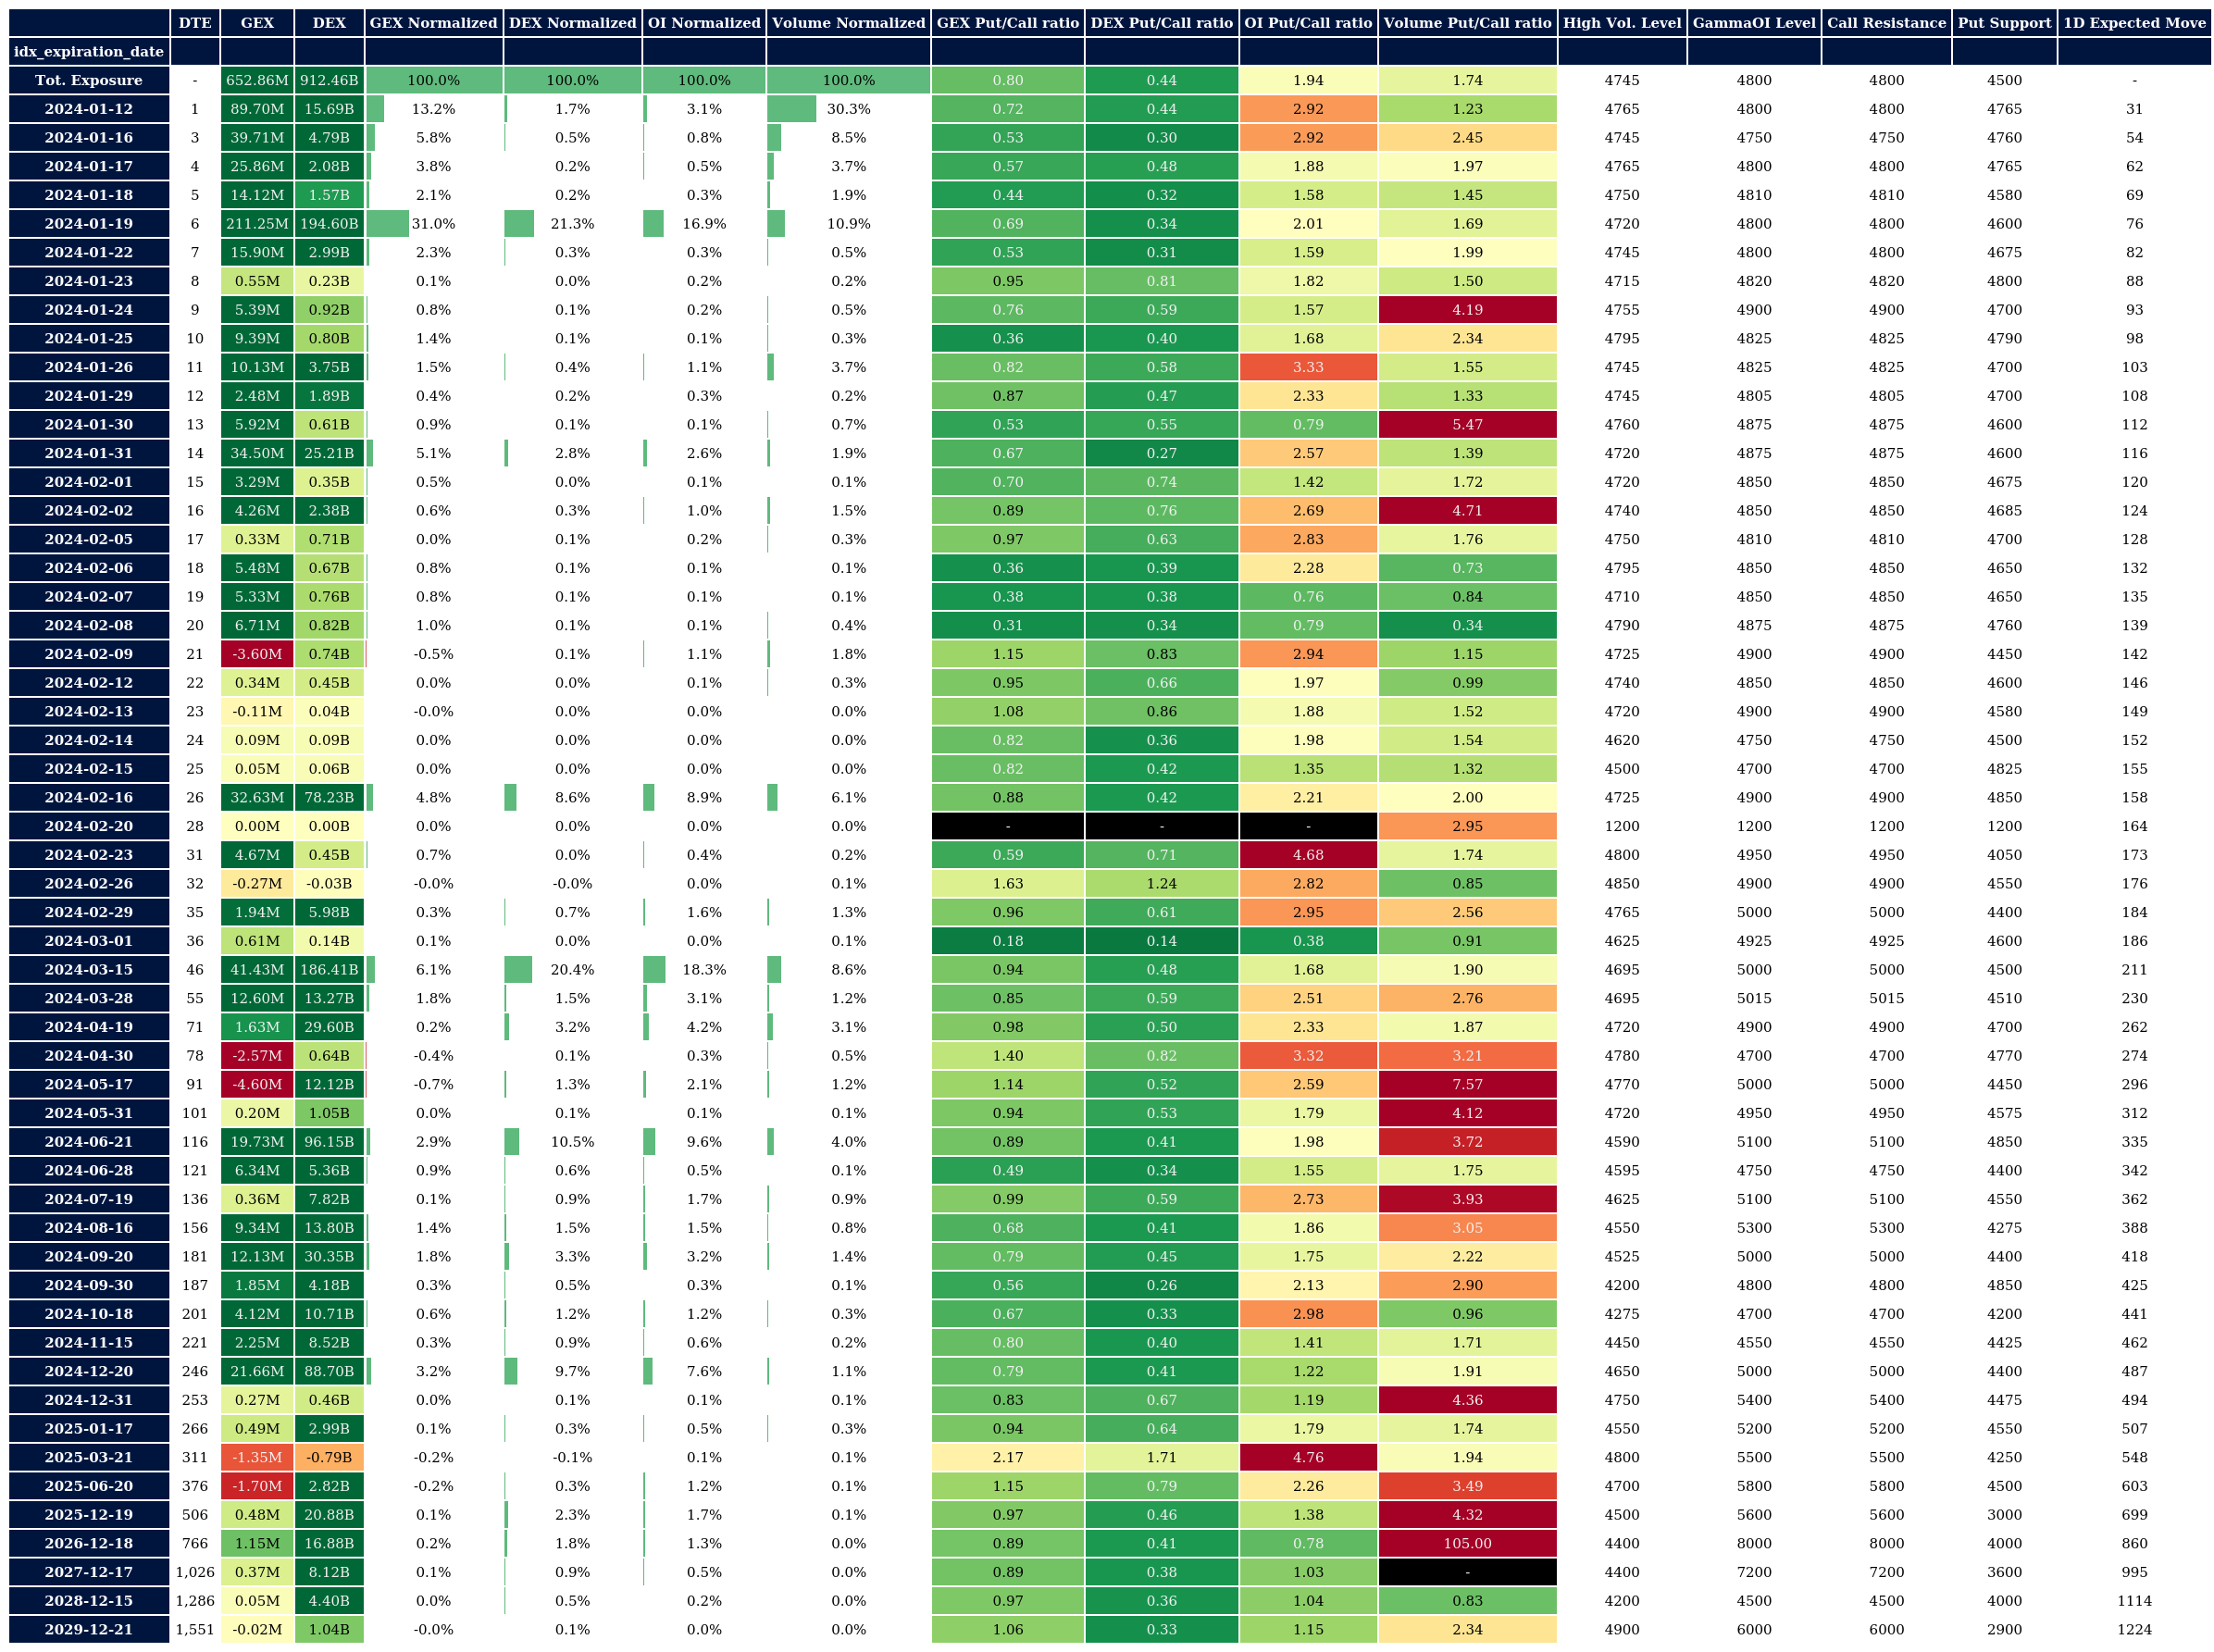 DTE GEX DEX GEX Normalized DEX Normalized OI Normalized Volume Normalized GEX Put/Call ratio DEX Put/Call ratio OI Put/Call ratio Volume Put/Call ratio High Vol. Level GammaOI Level Call Resistance Put Support 1D Expected Move
idx_expiration_date
Tot. Exposure - 652.86M 912.46B 100.0% 100.0% 100.0% 100.0% 0.80 0.44 1.94 1.74 4745 4800 4800 4500 -
2024-01-12 1 89.70M 15.69B 13.2% 1.7% 3.1% 30.3% 0.72 0.44 2.92 1.23 4765 4800 4800 4765 31
2024-01-16 3 39.71M 4.79B 5.8% 0.5% 0.8% 8.5% 0.53 0.30 2.92 2.45 4745 4750 4750 4760 54
2024-01-17 4 25.86M 2.08B 3.8% 0.2% 0.5% 3.7% 0.57 0.48 1.88 1.97 4765 4800 4800 4765 62
2024-01-18 5 14.12M 1.57B 2.1% 0.2% 0.3% 1.9% 0.44 0.32 1.58 1.45 4750 4810 4810 4580 69
2024-01-19 6 211.25M 194.60B 31.0% 21.3% 16.9% 10.9% 0.69 0.34 2.01 1.69 4720 4800 4800 4600 76
2024-01-22 7 15.90M 2.99B 2.3% 0.3% 0.3% 0.5% 0.53 0.31 1.59 1.99 4745 4800 4800 4675 82
2024-01-23 8 0.55M 0.23B 0.1% 0.0% 0.2% 0.2% 0.95 0.81 1.82 1.50 4715 4820 4820 4800 88
2024-01-24 9 5.39M 0.92B 0.8% 0.1% 0.2% 0.5% 0.76 0.59 1.57 4.19 4755 4900 4900 4700 93
2024-01-25 10 9.39M 0.80B 1.4% 0.1% 0.1% 0.3% 0.36 0.40 1.68 2.34 4795 4825 4825 4790 98
2024-01-26 11 10.13M 3.75B 1.5% 0.4% 1.1% 3.7% 0.82 0.58 3.33 1.55 4745 4825 4825 4700 103
2024-01-29 12 2.48M 1.89B 0.4% 0.2% 0.3% 0.2% 0.87 0.47 2.33 1.33 4745 4805 4805 4700 108
2024-01-30 13 5.92M 0.61B 0.9% 0.1% 0.1% 0.7% 0.53 0.55 0.79 5.47 4760 4875 4875 4600 112
2024-01-31 14 34.50M 25.21B 5.1% 2.8% 2.6% 1.9% 0.67 0.27 2.57 1.39 4720 4875 4875 4600 116
2024-02-01 15 3.29M 0.35B 0.5% 0.0% 0.1% 0.1% 0.70 0.74 1.42 1.72 4720 4850 4850 4675 120
2024-02-02 16 4.26M 2.38B 0.6% 0.3% 1.0% 1.5% 0.89 0.76 2.69 4.71 4740 4850 4850 4685 124
2024-02-05 17 0.33M 0.71B 0.0% 0.1% 0.2% 0.3% 0.97 0.63 2.83 1.76 4750 4810 4810 4700 128
2024-02-06 18 5.48M 0.67B 0.8% 0.1% 0.1% 0.1% 0.36 0.39 2.28 0.73 4795 4850 4850 4650 132
2024-02-07 19 5.33M 0.76B 0.8% 0.1% 0.1% 0.1% 0.38 0.38 0.76 0.84 4710 4850 4850 4650 135
2024-02-08 20 6.71M 0.82B 1.0% 0.1% 0.1% 0.4% 0.31 0.34 0.79 0.34 4790 4875 4875 4760 139
2024-02-09 21 -3.60M 0.74B -0.5% 0.1% 1.1% 1.8% 1.15 0.83 2.94 1.15 4725 4900 4900 4450 142
2024-02-12 22 0.34M 0.45B 0.0% 0.0% 0.1% 0.3% 0.95 0.66 1.97 0.99 4740 4850 4850 4600 146
2024-02-13 23 -0.11M 0.04B -0.0% 0.0% 0.0% 0.0% 1.08 0.86 1.88 1.52 4720 4900 4900 4580 149
2024-02-14 24 0.09M 0.09B 0.0% 0.0% 0.0% 0.0% 0.82 0.36 1.98 1.54 4620 4750 4750 4500 152
2024-02-15 25 0.05M 0.06B 0.0% 0.0% 0.0% 0.0% 0.82 0.42 1.35 1.32 4500 4700 4700 4825 155
2024-02-16 26 32.63M 78.23B 4.8% 8.6% 8.9% 6.1% 0.88 0.42 2.21 2.00 4725 4900 4900 4850 158
2024-02-20 28 0.00M 0.00B 0.0% 0.0% 0.0% 0.0% - - - 2.95 1200 1200 1200 1200 164
2024-02-23 31 4.67M 0.45B 0.7% 0.0% 0.4% 0.2% 0.59 0.71 4.68 1.74 4800 4950 4950 4050 173
2024-02-26 32 -0.27M -0.03B -0.0% -0.0% 0.0% 0.1% 1.63 1.24 2.82 0.85 4850 4900 4900 4550 176
2024-02-29 35 1.94M 5.98B 0.3% 0.7% 1.6% 1.3% 0.96 0.61 2.95 2.56 4765 5000 5000 4400 184
2024-03-01 36 0.61M 0.14B 0.1% 0.0% 0.0% 0.1% 0.18 0.14 0.38 0.91 4625 4925 4925 4600 186
2024-03-15 46 41.43M 186.41B 6.1% 20.4% 18.3% 8.6% 0.94 0.48 1.68 1.90 4695 5000 5000 4500 211
2024-03-28 55 12.60M 13.27B 1.8% 1.5% 3.1% 1.2% 0.85 0.59 2.51 2.76 4695 5015 5015 4510 230
2024-04-19 71 1.63M 29.60B 0.2% 3.2% 4.2% 3.1% 0.98 0.50 2.33 1.87 4720 4900 4900 4700 262
2024-04-30 78 -2.57M 0.64B -0.4% 0.1% 0.3% 0.5% 1.40 0.82 3.32 3.21 4780 4700 4700 4770 274
2024-05-17 91 -4.60M 12.12B -0.7% 1.3% 2.1% 1.2% 1.14 0.52 2.59 7.57 4770 5000 5000 4450 296
2024-05-31 101 0.20M 1.05B 0.0% 0.1% 0.1% 0.1% 0.94 0.53 1.79 4.12 4720 4950 4950 4575 312
2024-06-21 116 19.73M 96.15B 2.9% 10.5% 9.6% 4.0% 0.89 0.41 1.98 3.72 4590 5100 5100 4850 335
2024-06-28 121 6.34M 5.36B 0.9% 0.6% 0.5% 0.1% 0.49 0.34 1.55 1.75 4595 4750 4750 4400 342
2024-07-19 136 0.36M 7.82B 0.1% 0.9% 1.7% 0.9% 0.99 0.59 2.73 3.93 4625 5100 5100 4550 362
2024-08-16 156 9.34M 13.80B 1.4% 1.5% 1.5% 0.8% 0.68 0.41 1.86 3.05 4550 5300 5300 4275 388
2024-09-20 181 12.13M 30.35B 1.8% 3.3% 3.2% 1.4% 0.79 0.45 1.75 2.22 4525 5000 5000 4400 418
2024-09-30 187 1.85M 4.18B 0.3% 0.5% 0.3% 0.1% 0.56 0.26 2.13 2.90 4200 4800 4800 4850 425
2024-10-18 201 4.12M 10.71B 0.6% 1.2% 1.2% 0.3% 0.67 0.33 2.98 0.96 4275 4700 4700 4200 441
2024-11-15 221 2.25M 8.52B 0.3% 0.9% 0.6% 0.2% 0.80 0.40 1.41 1.71 4450 4550 4550 4425 462
2024-12-20 246 21.66M 88.70B 3.2% 9.7% 7.6% 1.1% 0.79 0.41 1.22 1.91 4650 5000 5000 4400 487
2024-12-31 253 0.27M 0.46B 0.0% 0.1% 0.1% 0.1% 0.83 0.67 1.19 4.36 4750 5400 5400 4475 494
2025-01-17 266 0.49M 2.99B 0.1% 0.3% 0.5% 0.3% 0.94 0.64 1.79 1.74 4550 5200 5200 4550 507
2025-03-21 311 -1.35M -0.79B -0.2% -0.1% 0.1% 0.1% 2.17 1.71 4.76 1.94 4800 5500 5500 4250 548
2025-06-20 376 -1.70M 2.82B -0.2% 0.3% 1.2% 0.1% 1.15 0.79 2.26 3.49 4700 5800 5800 4500 603
2025-12-19 506 0.48M 20.88B 0.1% 2.3% 1.7% 0.1% 0.97 0.46 1.38 4.32 4500 5600 5600 3000 699
2026-12-18 766 1.15M 16.88B 0.2% 1.8% 1.3% 0.0% 0.89 0.41 0.78 105.00 4400 8000 8000 4000 860
2027-12-17 1,026 0.37M 8.12B 0.1% 0.9% 0.5% 0.0% 0.89 0.38 1.03 - 4400 7200 7200 3600 995
2028-12-15 1,286 0.05M 4.40B 0.0% 0.5% 0.2% 0.0% 0.97 0.36 1.04 0.83 4200 4500 4500 4000 1114
2029-12-21 1,551 -0.02M 1.04B -0.0% 0.1% 0.0% 0.0% 1.06 0.33 1.15 2.34 4900 6000 6000 2900 1224